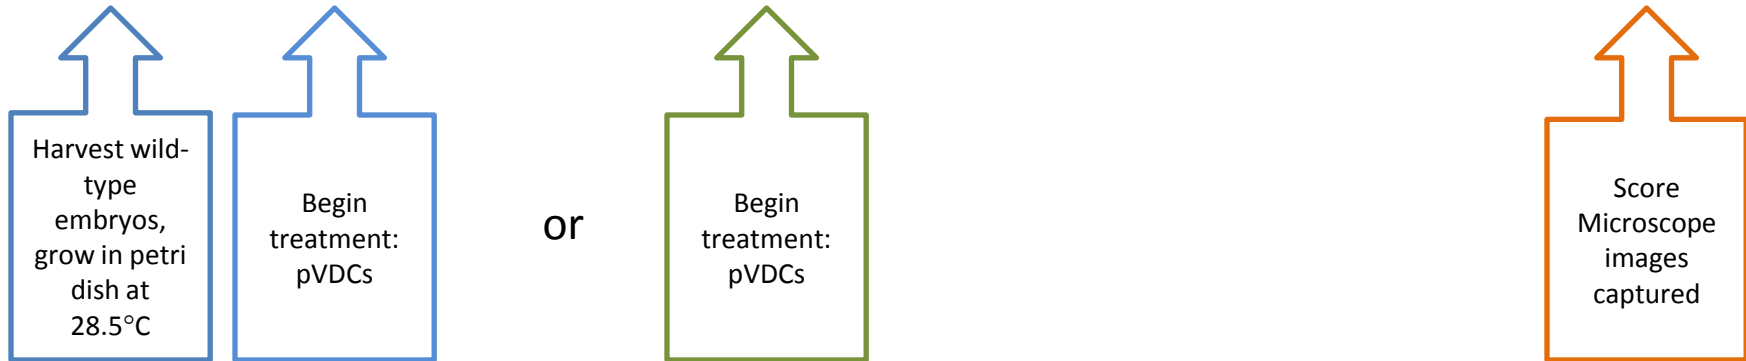 Harvest wild-
type
embryos,
grow in petri
dish at
28.5°C
Begin
treatment:
pVDCs
or
Begin
treatment:
pVDCs
Score
Microscope
images
captured